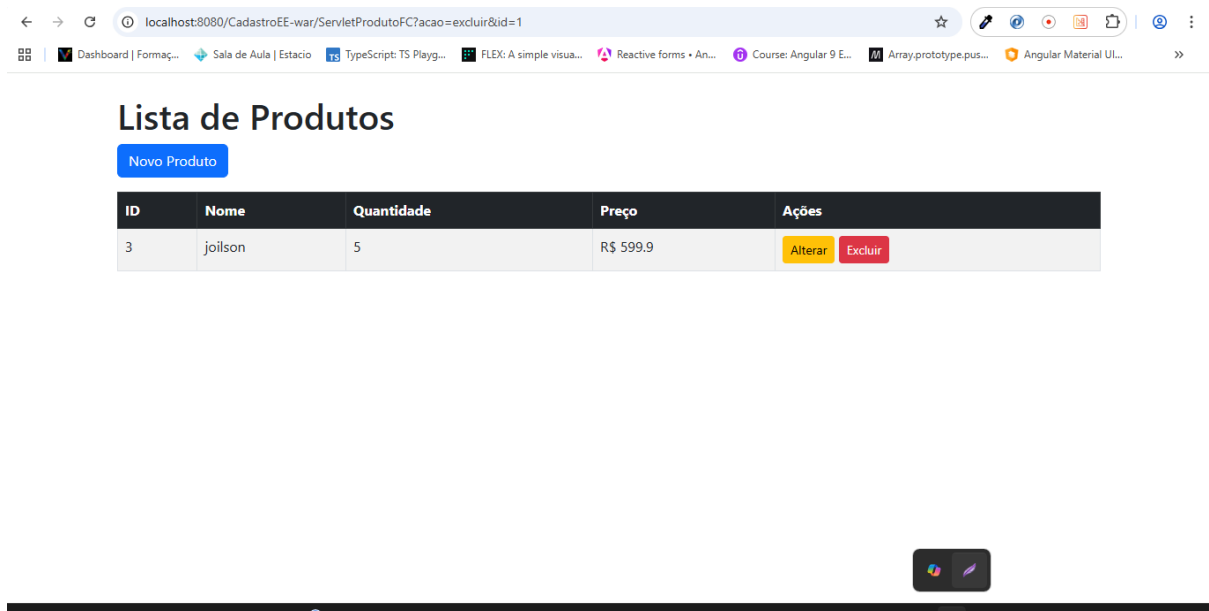 localhost:8080/CadastroEE-war/ServletProdutoFC?acao=excluir&id=1
Dashboard | Formaç... Sala de Aula | Estacio TypeScript: TS Playg... FLEX: A simple visua... Reactive forms • An... Course: Angular 9 E... Array.prototype.pus... Angular Material UI... »
Lista de Produtos
Novo Produto
ID Nome Quantidade Preço Ações
3 joilson 5 R$ 599.9 Alterar Excluir